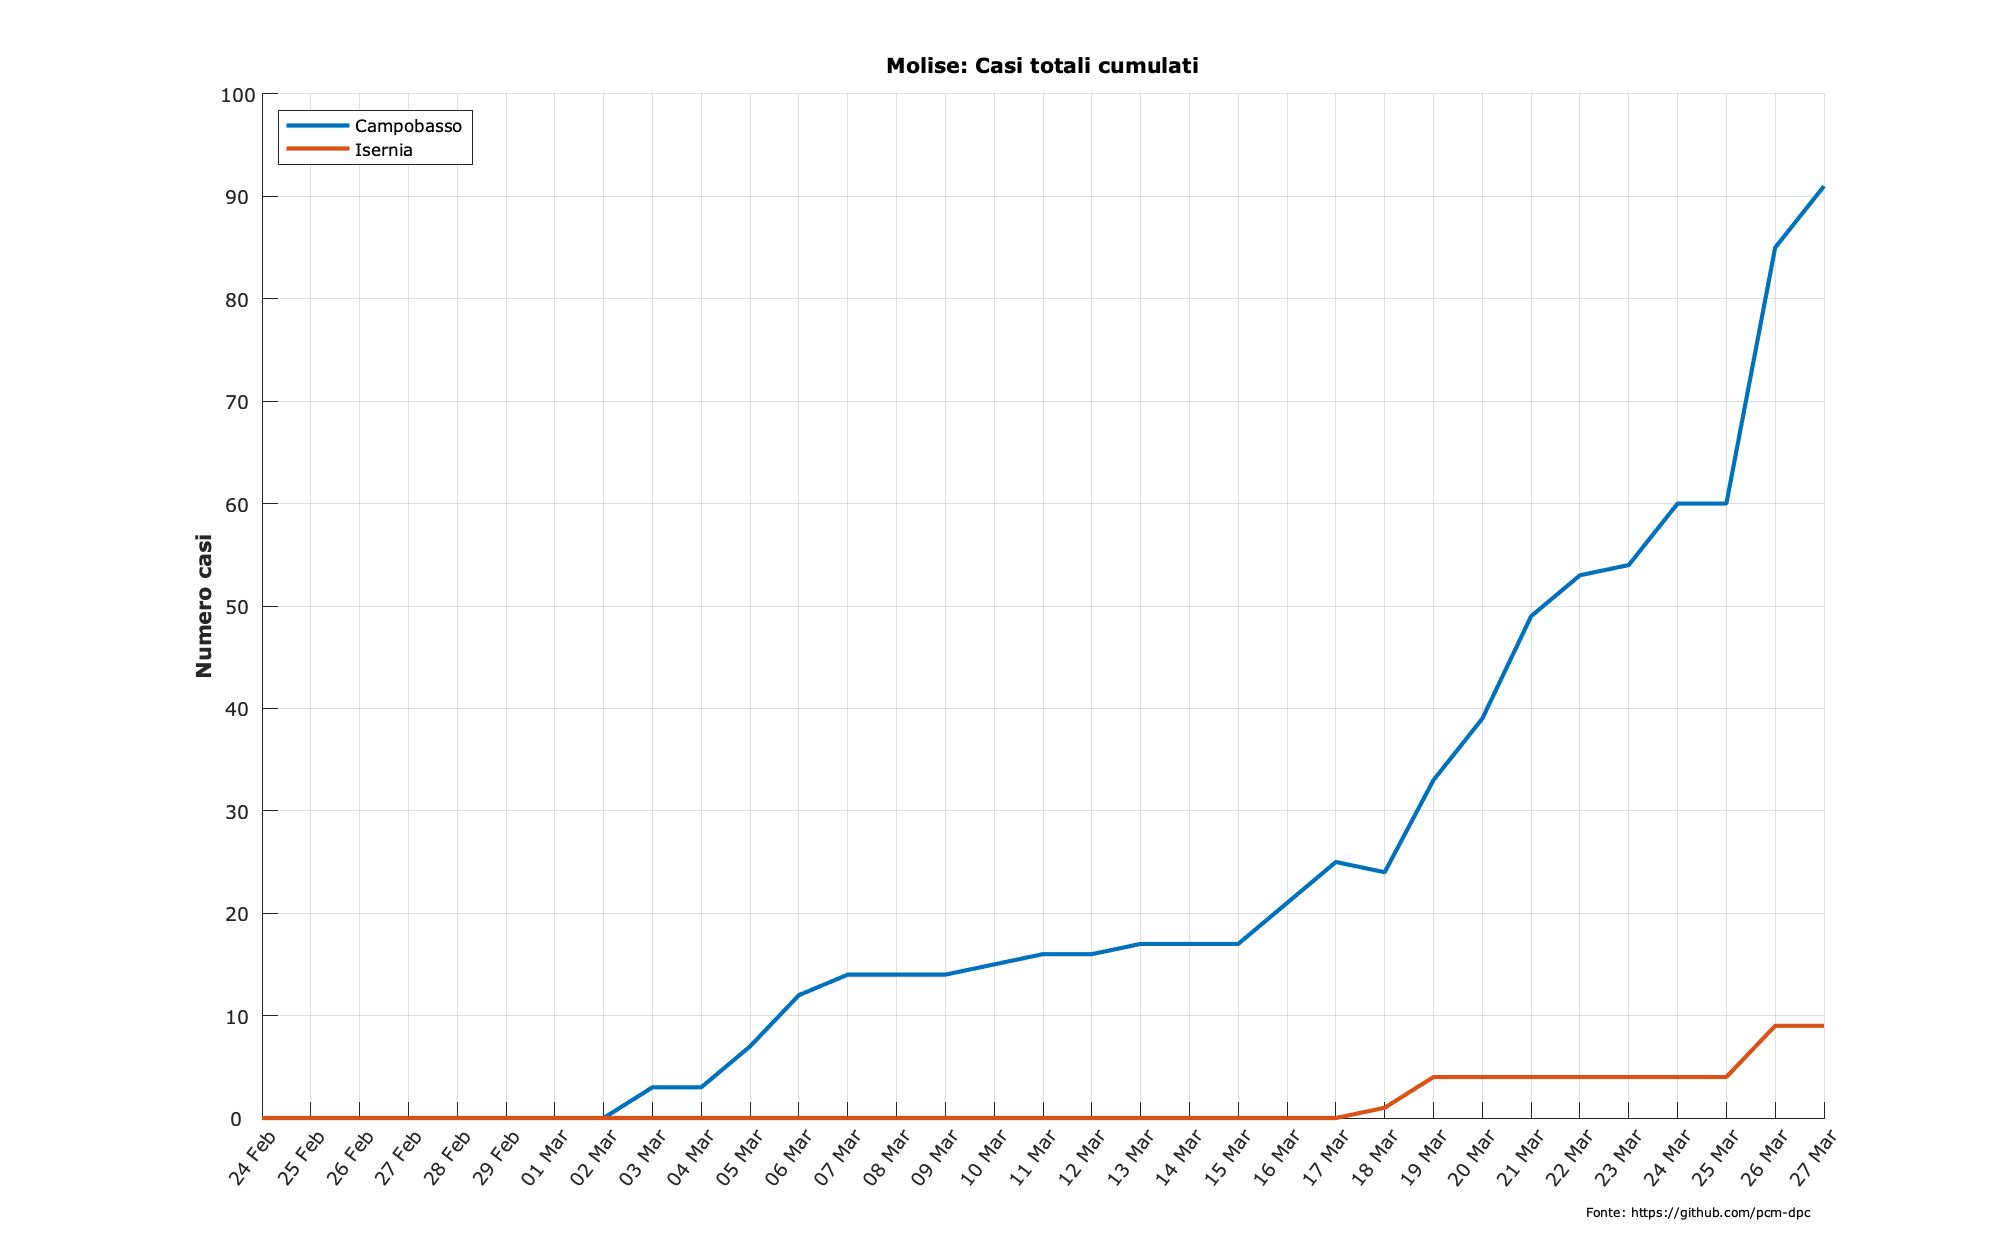 Molise: Casi totali cumulati
Campobasso
Isernia
Numero casi
100
90
80
70
60
50
40
30
20
10
0
24 Feb
25 Feb
26 Feb
27 Feb
28 Feb
29 Feb
01 Mar
02 Mar
03 Mar
04 Mar
05 Mar
06 Mar
07 Mar
08 Mar
09 Mar
10 Mar
11 Mar
12 Mar
13 Mar
14 Mar
15 Mar
16 Mar
17 Mar
18 Mar
19 Mar
20 Mar
21 Mar
22 Mar
23 Mar
24 Mar
25 Mar
26 Mar
27 Mar
Fonte: https://github.com/pcm-dpc